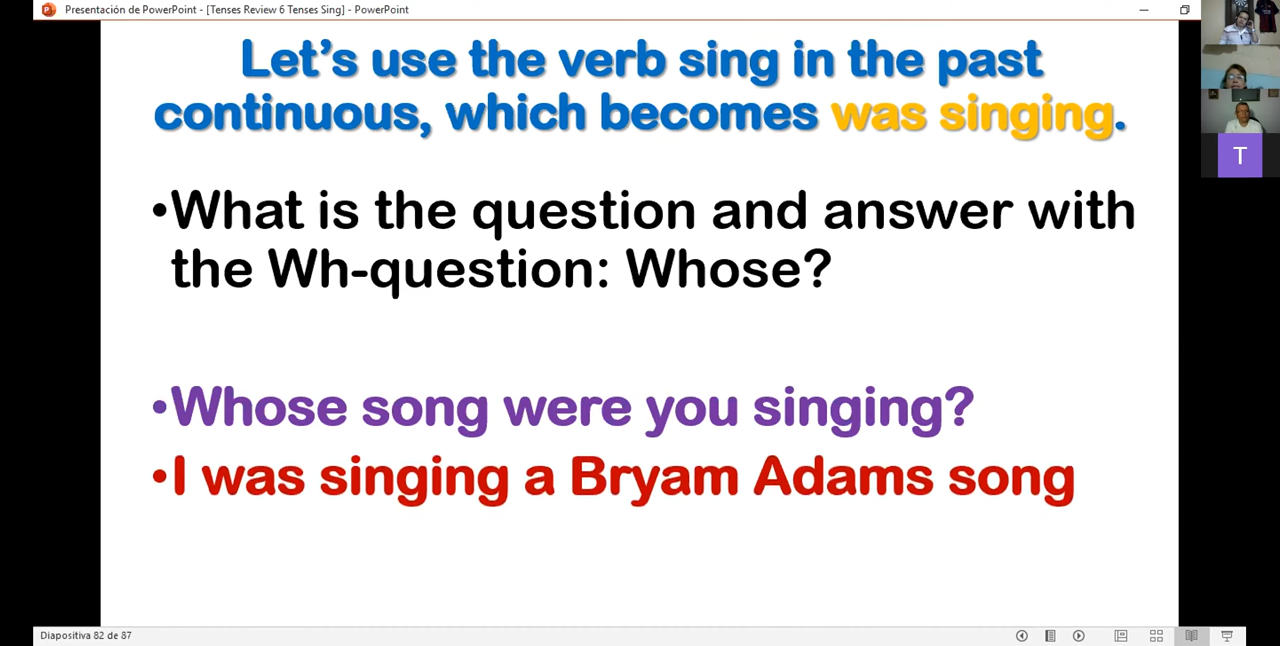 Presentación de PowerPoint - [Tenses Review 6 Tenses Sing] - PowerPoint
Let’s use the verb sing in the past
continuous, which becomes was singing.
•What is the question and answer with
the Wh-question: Whose?
•Whose song were you singing?
•I was singing a Bryam Adams song
T
Diapositiva 82 de 87